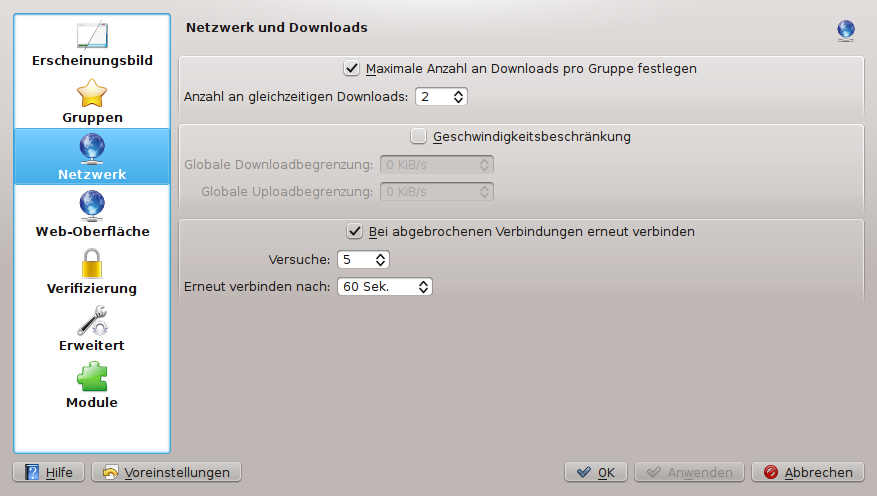 Erscheinungsbild
Gruppen
Netzwerk
Web-Oberfläche
Verifizierung
Erweitert
Module
Netzwerk und Downloads
Maximale Anzahl an Downloads pro Gruppe festlegen
Anzahl an gleichzeitigen Downloads: 2
Geschwindigkeitsbeschränkung
Globale Downloadbegrenzung: 0 KiB/s
Globale Uploadbegrenzung: 0 KiB/s
Bei abgebrochenen Verbindungen erneut verbinden
Versuche: 5
Erneut verbinden nach: 60 Sek.
Hilfe Voreinstellungen OK Anwenden Abbrechen